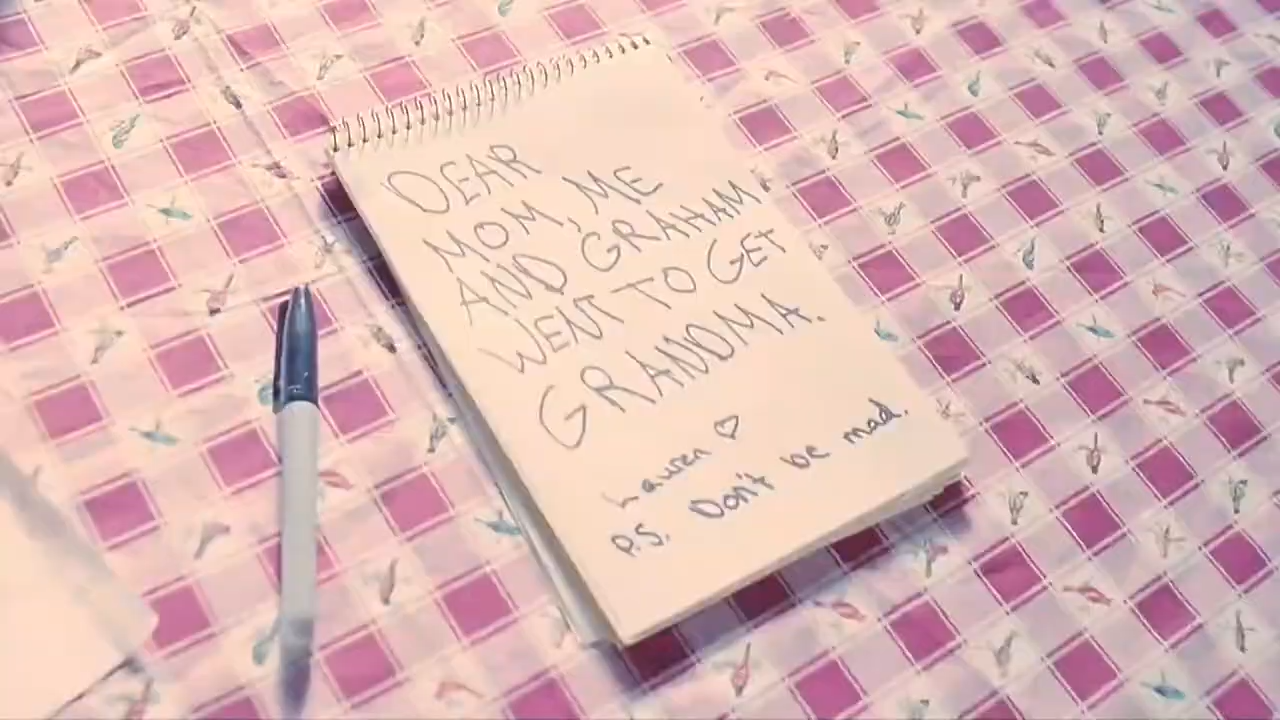 DEAR
MOM, ME
AND GRAHAM
WENT TO GET
GRANDMA.
Lauren ♡
P.S. Don't be mad.